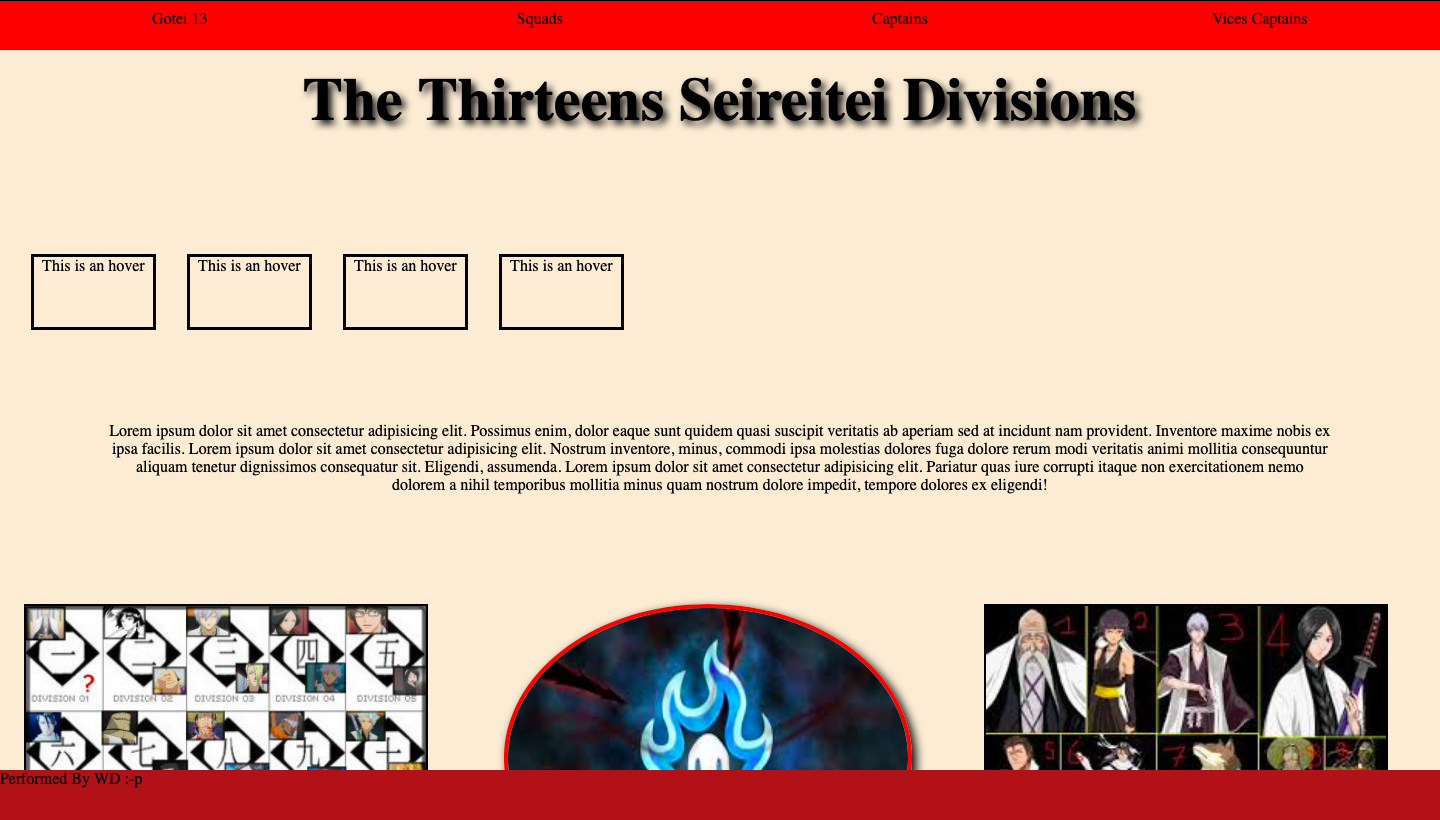 Gotei 13 Squads Captains Vices Captains
The Thirteens Seireitei Divisions
This is an hover This is an hover This is an hover This is an hover
Lorem ipsum dolor sit amet consectetur adipisicing elit. Possimus enim, dolor eaque sunt quidem quasi suscipit veritatis ab aperiam sed at incidunt nam provident. Inventore maxime nobis ex
ipsa facilis. Lorem ipsum dolor sit amet consectetur adipisicing elit. Nostrum inventore, minus, commodi ipsa molestias dolores fuga dolore rerum modi veritatis animi mollitia consequuntur
aliquam tenetur dignissimos consequatur sit. Eligendi, assumenda. Lorem ipsum dolor sit amet consectetur adipisicing elit. Pariatur quas iure corrupti itaque non exercitationem nemo
dolorem a nihil temporibus mollitia minus quam nostrum dolore impedit, tempore dolores ex eligendi!
一 二 三 四 五
?
DIVISION 01 DIVISION 02 DIVISION 03 DIVISION 04 DIVISION 05
六 七 八 九 十
1 2 3 4
5 6 7 8 9
Performed By WD :-p